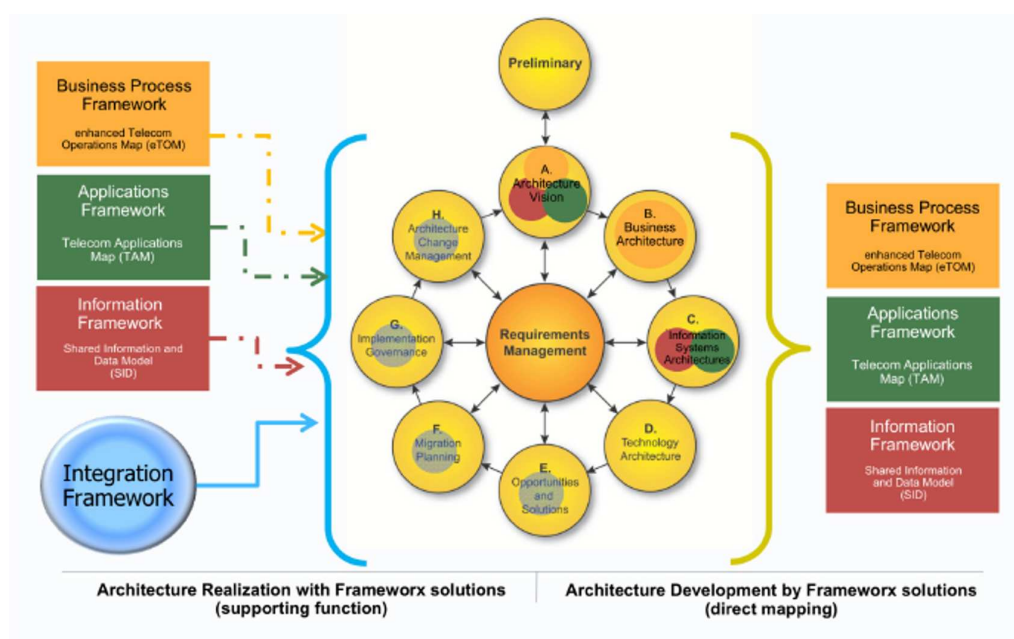 Business Process
Framework
enhanced Telecom
Operations Map (eTOM)
Applications
Framework
Telecom Applications
Map (TAM)
Information
Framework
Shared Information and
Data Model
(SID)
Integration
Framework
Preliminary
A.
Architecture
Vision
B.
Business
Architecture
C.
Information
Systems
Architectures
D.
Technology
Architecture
E.
Opportunities
and
Solutions
F.
Migration
Planning
G.
Implementation
Governance
H.
Architecture
Change
Management
Requirements
Management
Business Process
Framework
enhanced Telecom
Operations Map (eTOM)
Applications
Framework
Telecom Applications
Map (TAM)
Information
Framework
Shared Information
and Data Model
(SID)
Architecture Realization with Frameworx solutions
(supporting function)
Architecture Development by Frameworx solutions
(direct mapping)